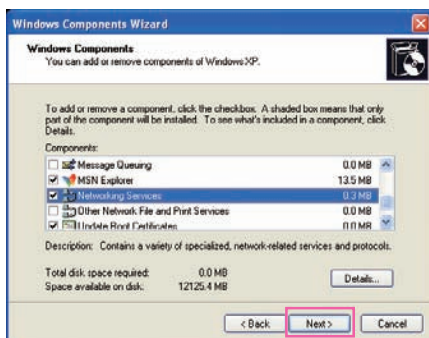 Windows Components Wizard
Windows Components
You can add or remove components of Windows XP.
To add or remove a component, click the checkbox. A shaded box means that only
part of the component will be installed. To see what's included in a component, click
Details.
Components:
Message Queuing 0.0 MB
MSN Explorer 13.5 MB
Networking Services 0.3 MB
Other Network File and Print Services 0.0 MB
Update Root Certificates 0.0 MB
Description: Contains a variety of specialized, network-related services and protocols.
Total disk space required: 0.0 MB
Space available on disk: 12125.4 MB
Details...
< Back Next > Cancel